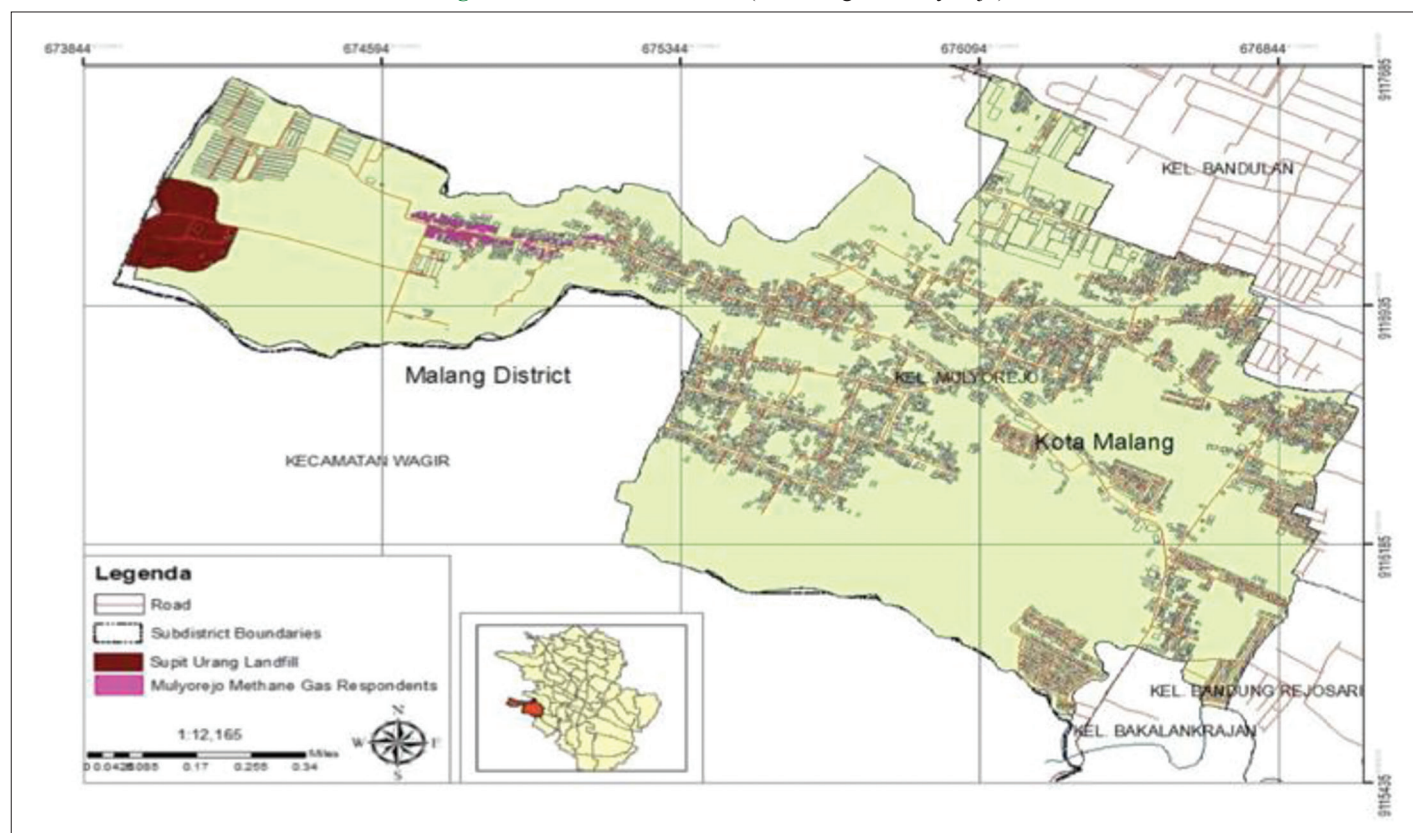 673844
674594
675344
676094
676844
9117685
KEL. BANDULAN
9116935
Malang District
KEL. MULYOREJO
Kota Malang
KECAMATAN WAGIR
9116185
Legenda
Road
Subdistrict Boundaries
Supit Urang Landfill
Mulyorejo Methane Gas Respondents
1:12,165
Miles
0.17
0.255
0.34
N
W
E
S
KEL. BANDUNG REJOSARI
KEL. BAKALANKRAJAN
9115435